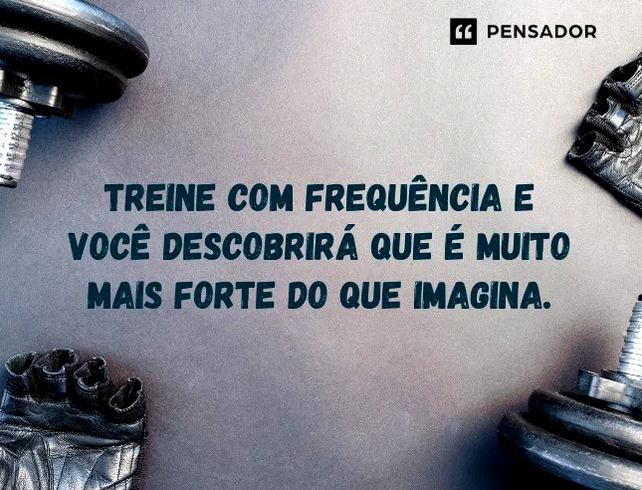 PENSADOR
TREINE COM FREQUÊNCIA E
VOCÊ DESCOBRIRÁ QUE É MUITO
MAIS FORTE DO QUE IMAGINA.